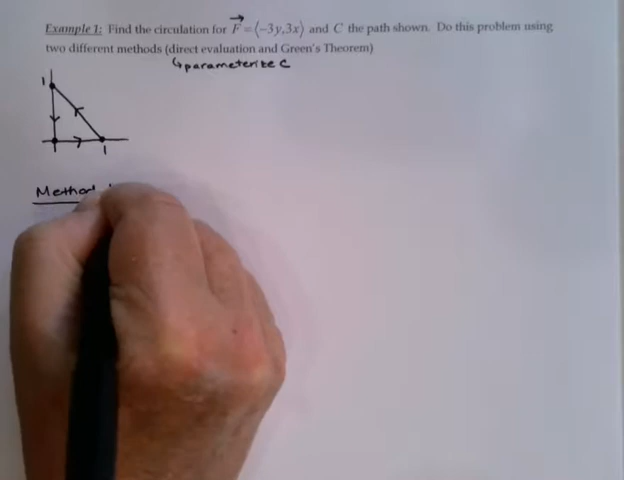 Example 1: Find the circulation for F = ⟨−3y,3x⟩ and C the path shown. Do this problem using
two different methods (direct evaluation and Green's Theorem)
↳parameterize C
1
1
Method